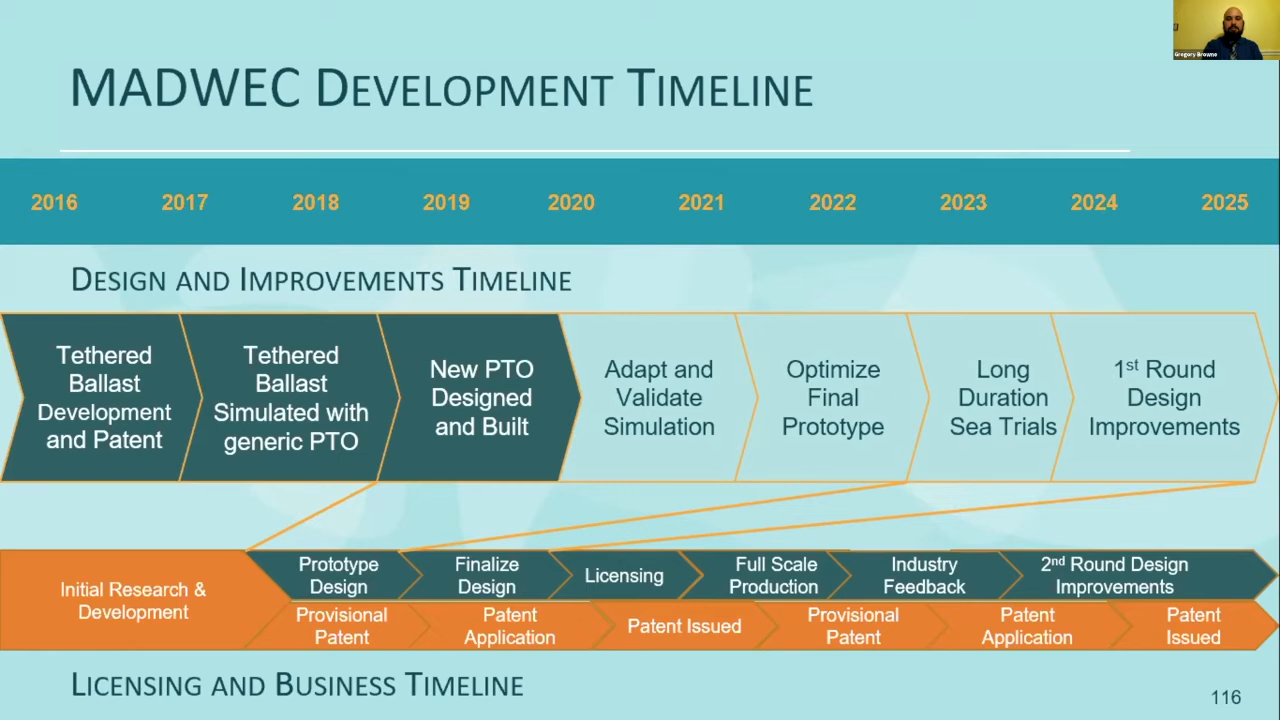 Gregory Browne
MADWEC DEVELOPMENT TIMELINE
2016 2017 2018 2019 2020 2021 2022 2023 2024 2025
DESIGN AND IMPROVEMENTS TIMELINE
Tethered
Ballast
Development
and Patent
Tethered
Ballast
Simulated with
generic PTO
New PTO
Designed
and Built
Adapt and
Validate
Simulation
Optimize
Final
Prototype
Long
Duration
Sea Trials
1st Round
Design
Improvements
Initial Research &
Development
Prototype
Design
Finalize
Design
Licensing
Full Scale
Production
Industry
Feedback
2nd Round Design
Improvements
Provisional
Patent
Patent
Application
Patent Issued
Provisional
Patent
Patent
Application
Patent
Issued
LICENSING AND BUSINESS TIMELINE
116